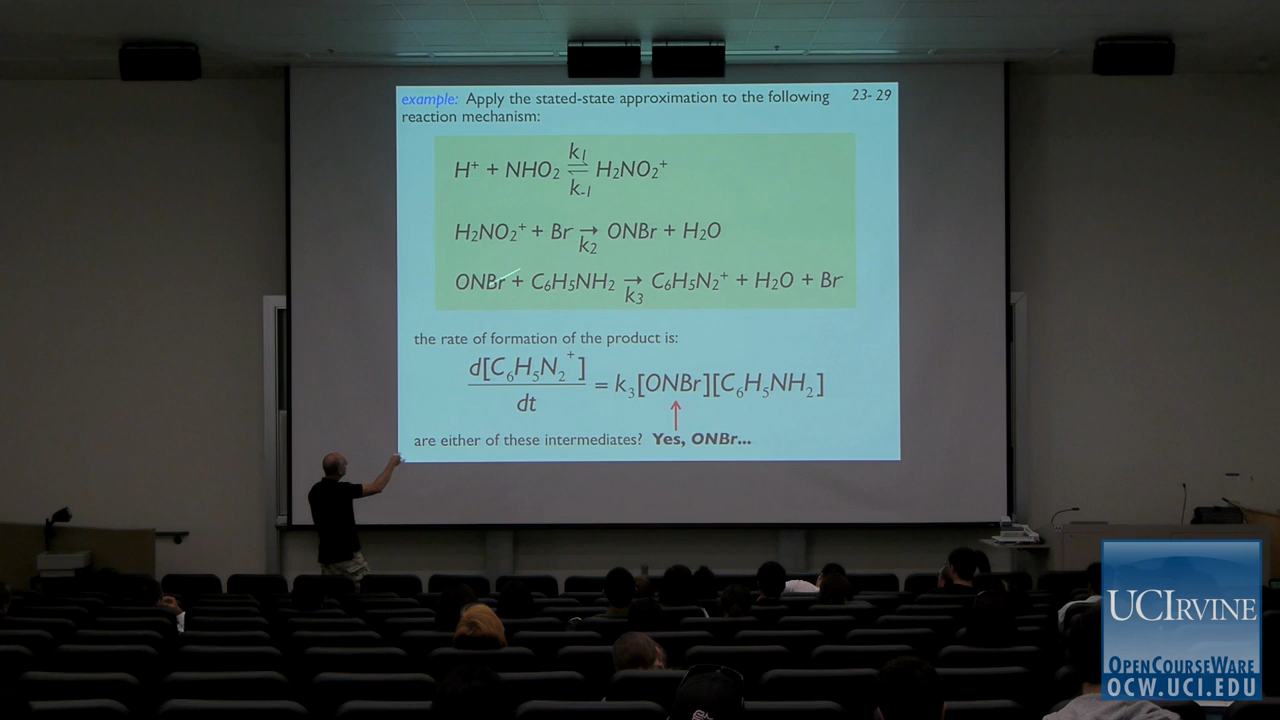 example: Apply the stated-state approximation to the following 23- 29
reaction mechanism:
k1
H⁺ + NHO₂ ⇌ H₂NO₂⁺
k-1
H₂NO₂⁺ + Br → ONBr + H₂O
k2
ONBr + C₆H₅NH₂ → C₆H₅N₂⁺ + H₂O + Br
k3
the rate of formation of the product is:
d[C₆H₅N₂⁺]
dt
= k₃[ONBr][C₆H₅NH₂]
are either of these intermediates? Yes, ONBr...
UCIRVINE
OPENCOURSEWARE
OCW.UCI.EDU